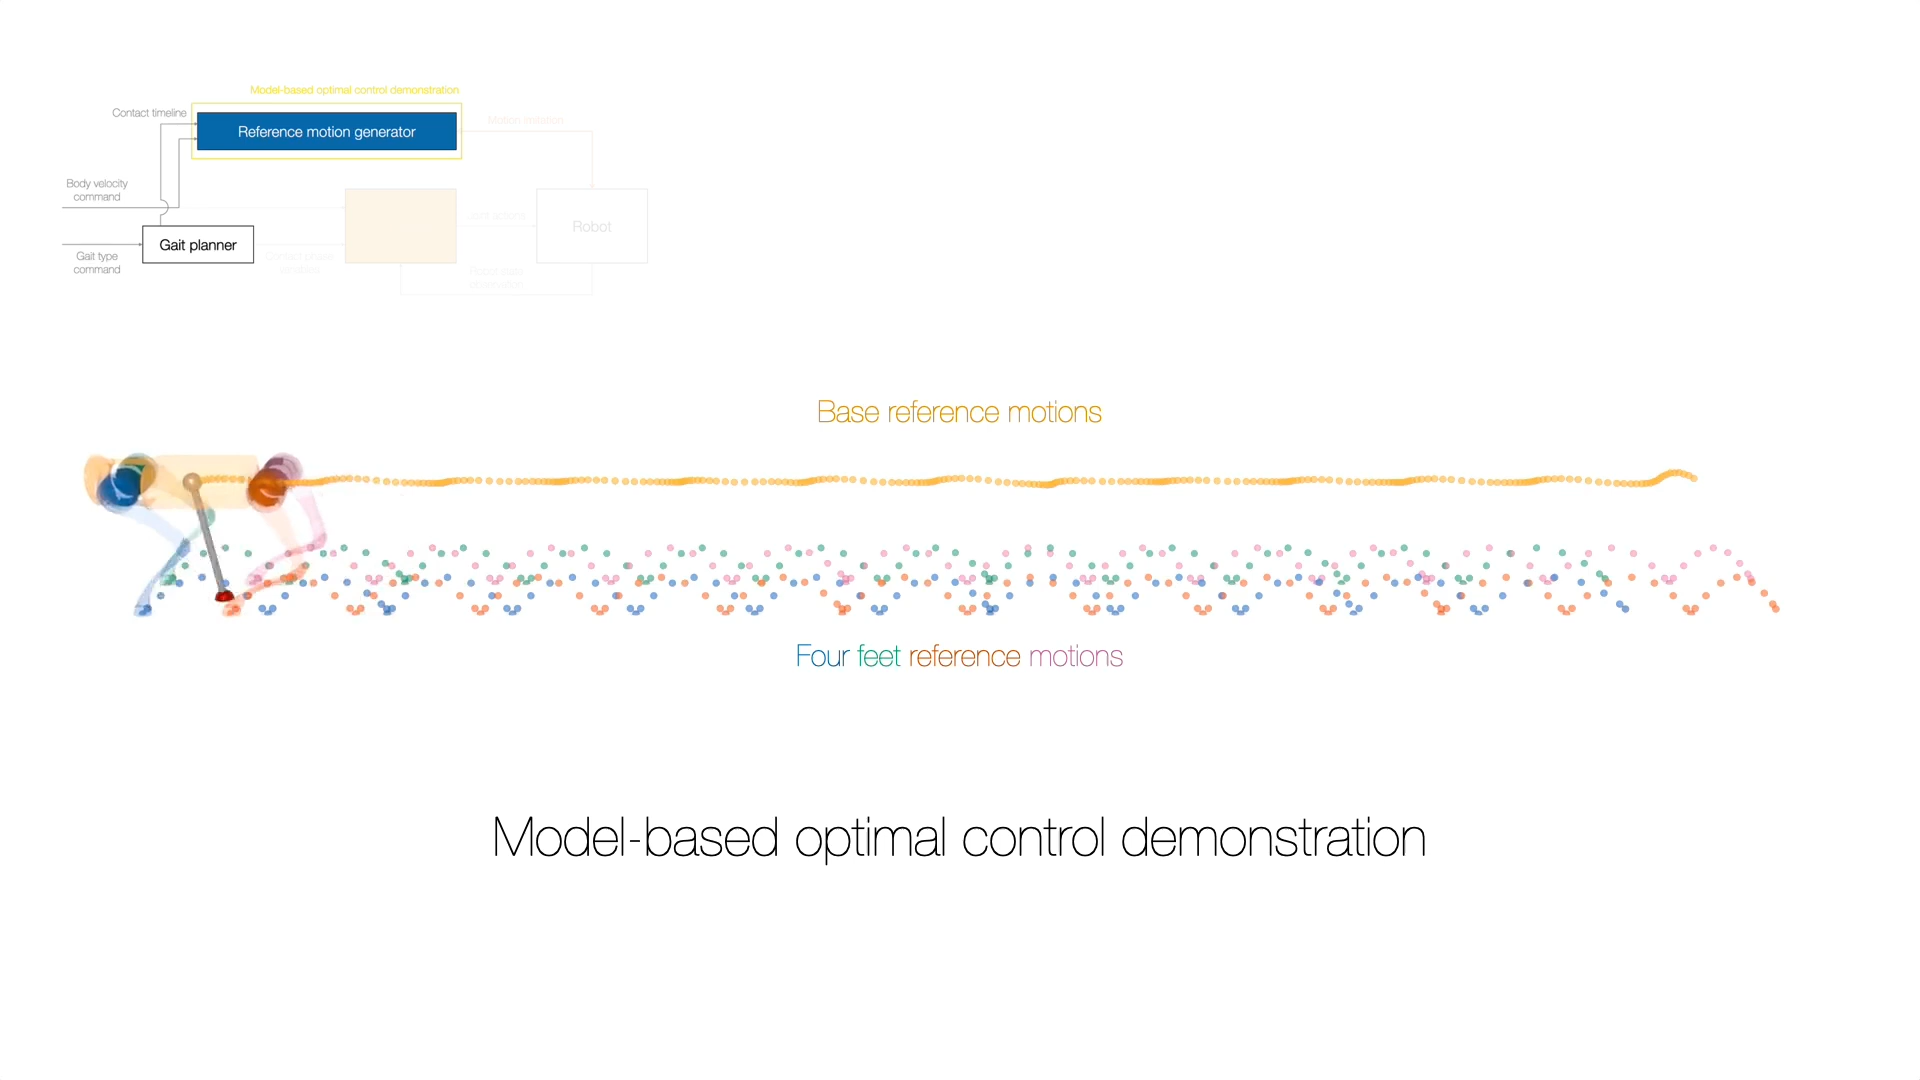 Model-based optimal control demonstration
Contact timeline
Reference motion generator
Motion imitation
Body velocity
command
Joint actions
Robot
Gait planner
Gait type
command
Contact phase
variables
Robot state
observation
Base reference motions
Four feet reference motions
Model-based optimal control demonstration